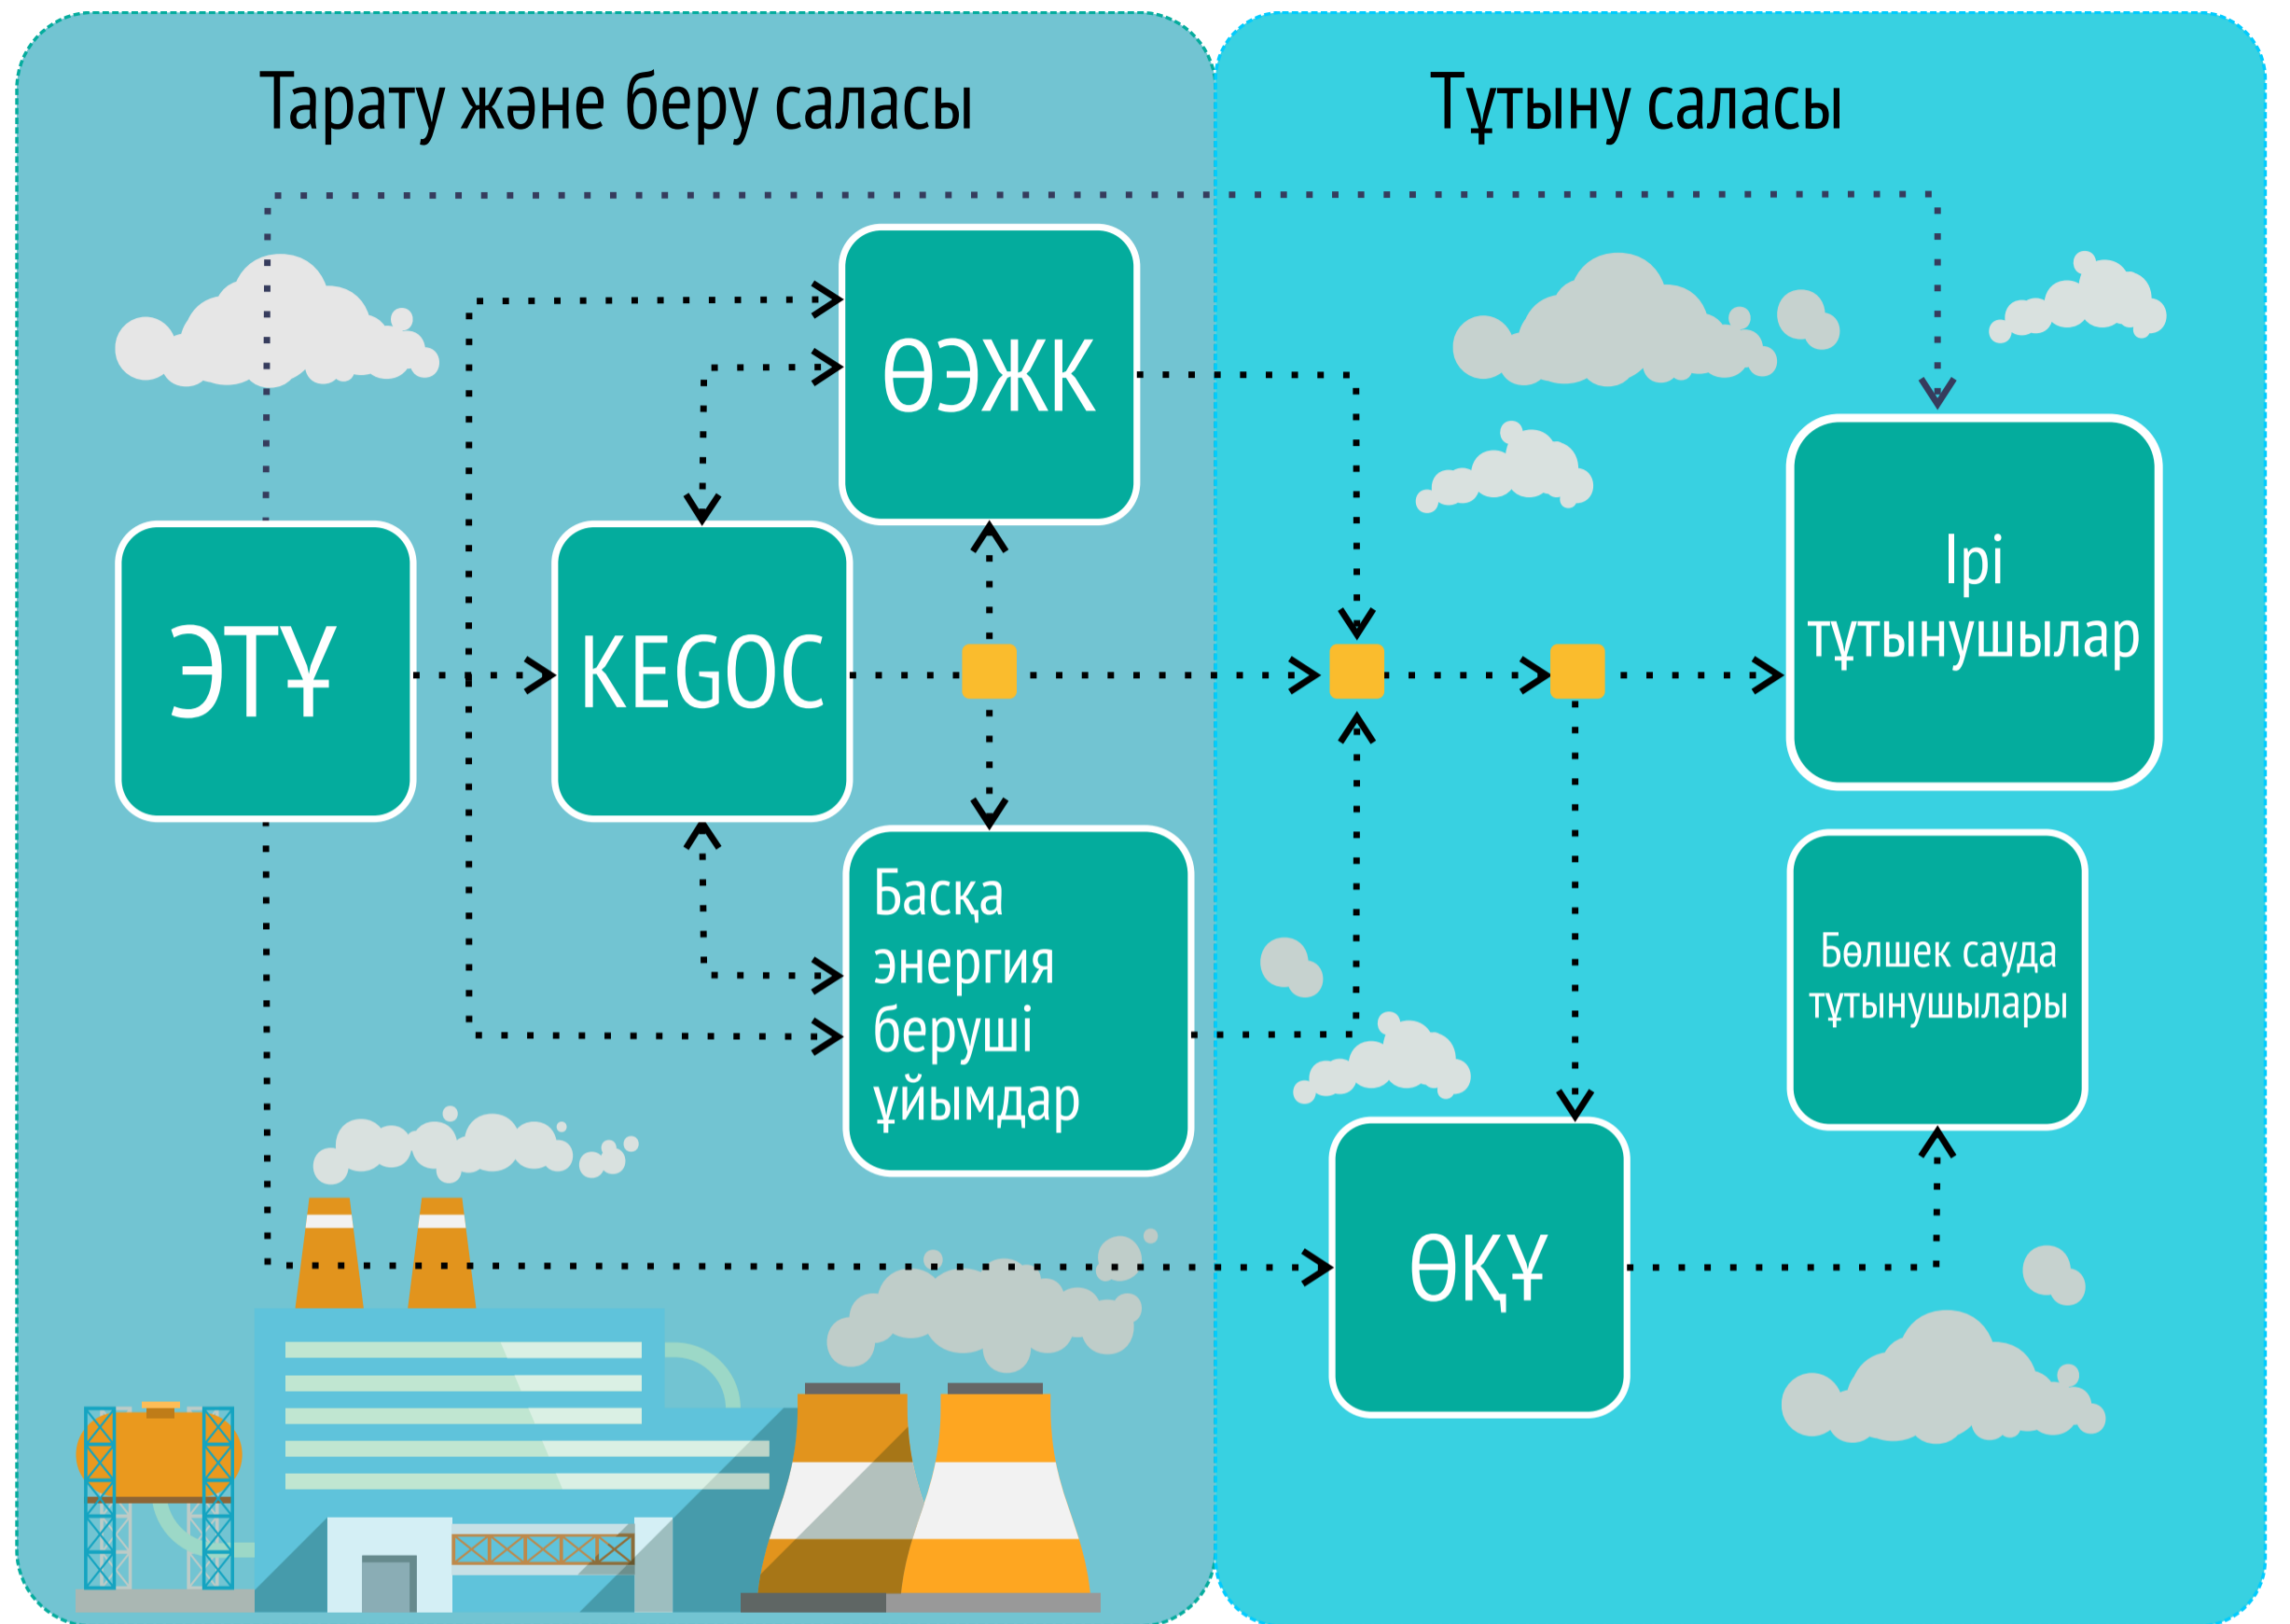 Тарату және беру саласы
Тұтыну саласы
ӨЭЖК
ЭТҰ
KEGOC
Ірі
тұтынушылар
Басқа
энергия
беруші
ұйымдар
Бөлшек сауда
тұтынушылары
ӨҚҰ